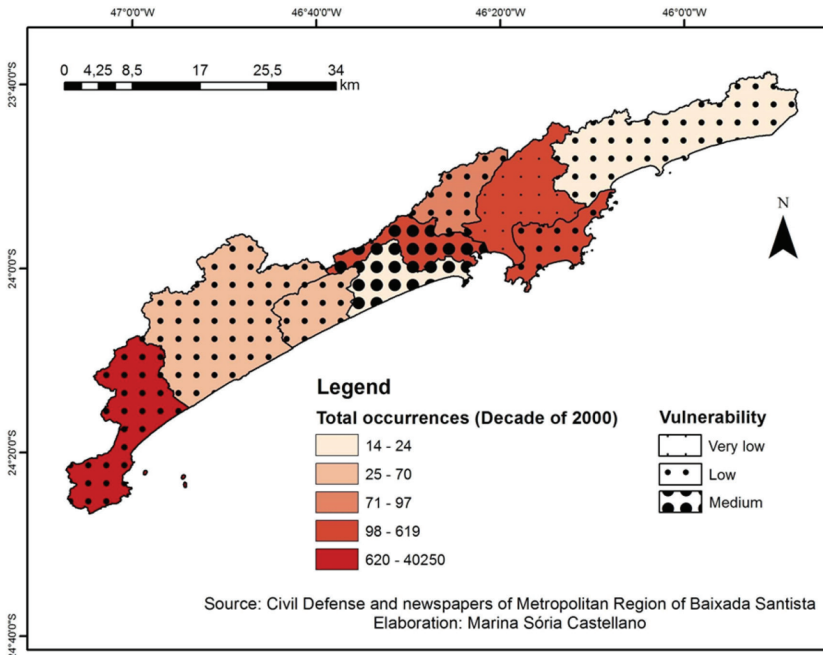 47°0'0"W 46°40'0"W 46°20'0"W 46°0'0"W
0 4,25 8,5 17 25,5 34
km
23°40'S
N
24°0'0"S
Legend
Total occurrences (Decade of 2000)
14 - 24
25 - 70
71 - 97
98 - 619
620 - 40250
Vulnerability
Very low
Low
Medium
24°20'0"S
Source: Civil Defense and newspapers of Metropolitan Region of Baixada Santista
Elaboration: Marina Sória Castellano
24°40'0"S